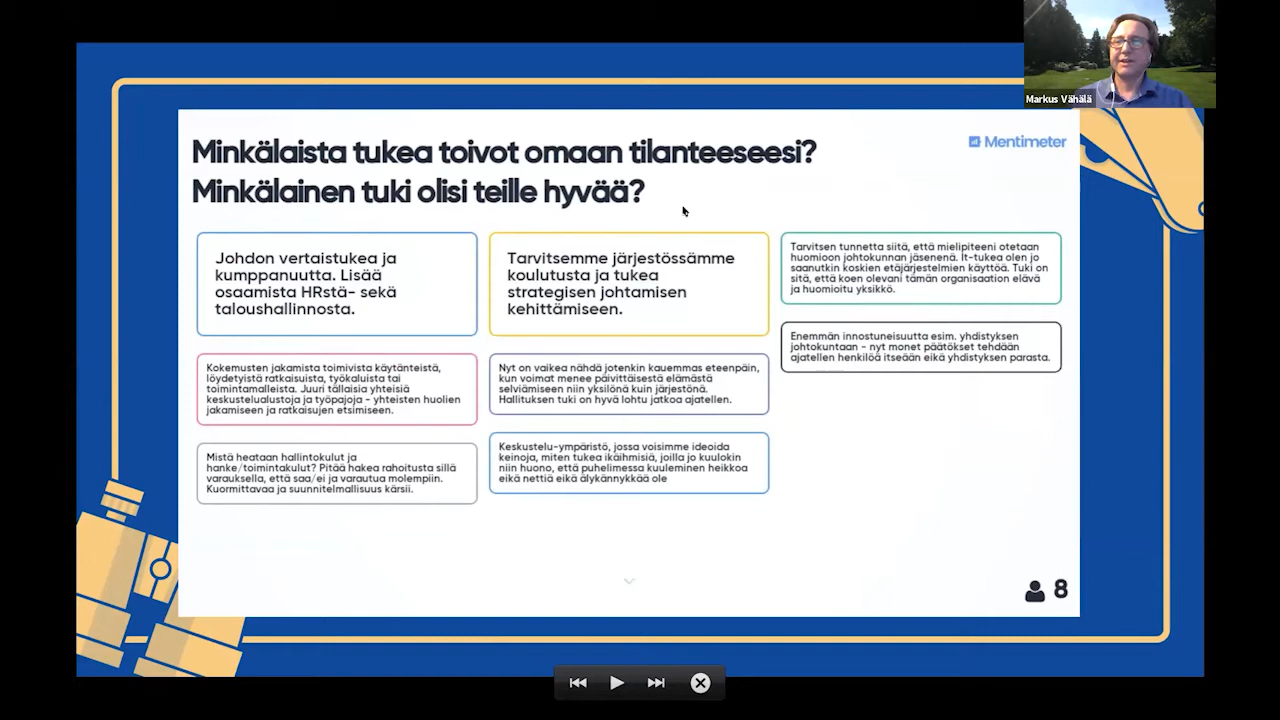 Markus Vähälä
Minkälaista tukea toivot omaan tilanteeseesi?
Minkälainen tuki olisi teille hyvää?
Mentimeter
Johdon vertaistukea ja
kumppanuutta. Lisää
osaamista HRstä- sekä
taloushallinnosta.
Kokemusten jakamista toimivista käytänteistä,
löydetyistä ratkaisuista, työkaluista tai
toimintamalleista. Juuri tällaisia yhteisiä
keskustelualustoja ja työpajoja - yhteisten huolien
jakamiseen ja ratkaisujen etsimiseen.
Mistä heataan hallintokulut ja
hanke/toimintakulut? Pitää hakea rahoitusta sillä
varauksella, että saa/ei ja varautua molempiin.
Kuormittavaa ja suunnitelmallisuus kärsii.
Tarvitsemme järjestössämme
koulutusta ja tukea
strategisen johtamisen
kehittämiseen.
Nyt on vaikea nähdä jotenkin kauemmas eteenpäin,
kun voimat menee päivittäisestä elämästä
selviämiseen niin yksilönä kuin järjestönä.
Hallituksen tuki on hyvä lohtu jatkoa ajatellen.
Keskustelu-ympäristö, jossa voisimme ideoida
keinoja, miten tukea ikäihmisiä, joilla jo kuulokin
niin huono, että puhelimessa kuuleminen heikkoa
eikä nettiä eikä älykännykkää ole
Tarvitsen tunnetta siitä, että mielipiteeni otetaan
huomioon johtokunnan jäsenenä. It-tukea olen jo
saanutkin koskien etäjärjestelmien käyttöä. Tuki on
sitä, että koen olevani tämän organisaation elävä
ja huomioitu yksikkö.
Enemmän innostuneisuutta esim. yhdistyksen
johtokuntaan - nyt monet päätökset tehdään
ajatellen henkilöä itseään eikä yhdistyksen parasta.
8